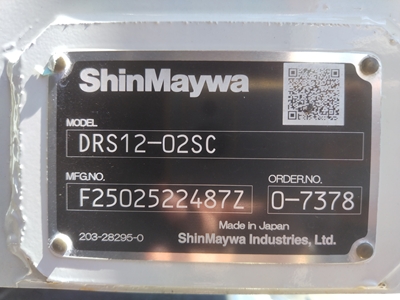 ShinMaywa
MODEL
DRS12-02SC
MFG.NO. ORDER.NO.
F2502522487Z 0-7378
Made in Japan
203-28295-0 ShinMaywa Industries, Ltd.